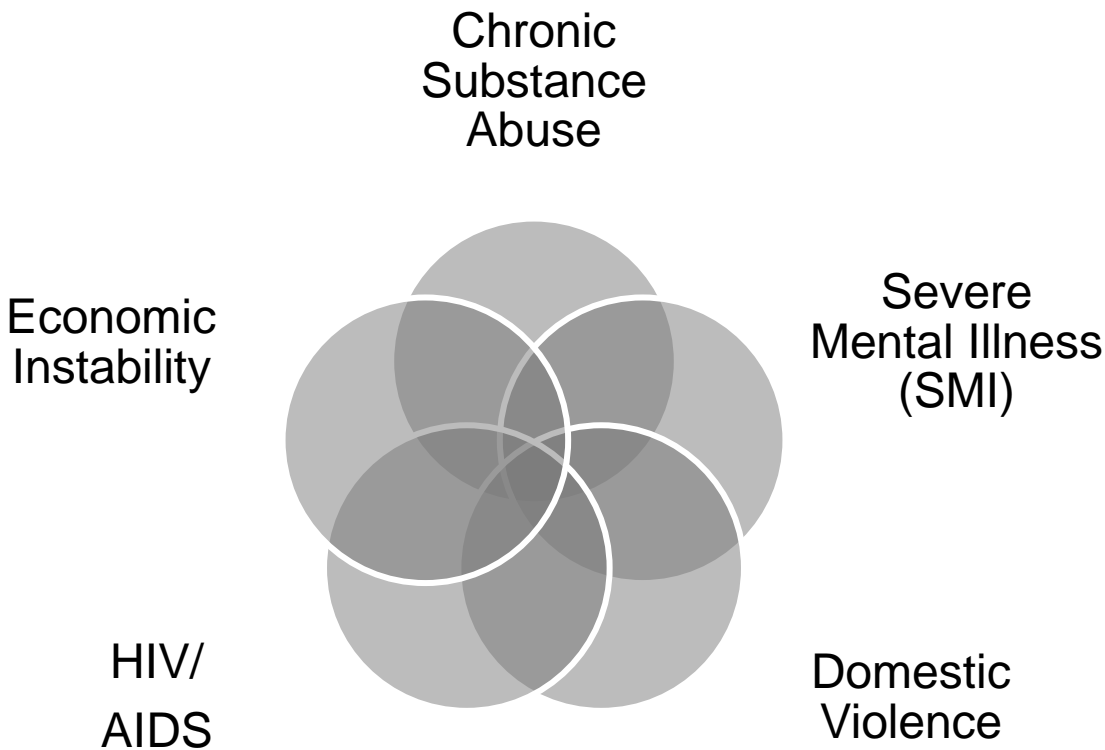 Chronic
Substance
Abuse
Economic
Instability
Severe
Mental Illness
(SMI)
HIV/
AIDS
Domestic
Violence